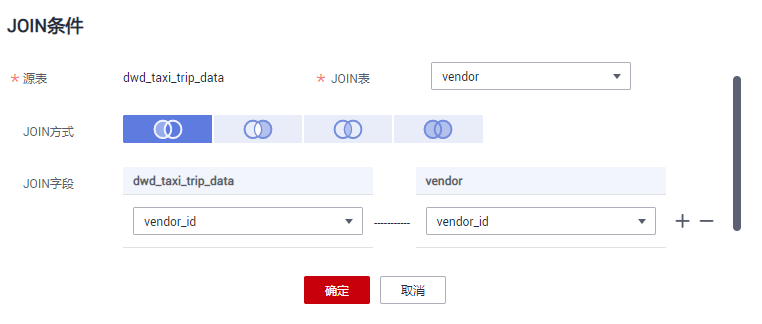 JOIN条件
* 源表 dwd_taxi_trip_data * JOIN表 vendor
JOIN方式
JOIN字段 dwd_taxi_trip_data vendor
vendor_id ----------- vendor_id + −
确定 取消